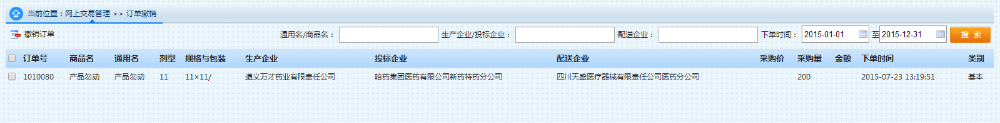 当前位置：网上交易管理 >> 订单撤销
撤销订单 通用名/商品名： 生产企业/投标企业： 配送企业： 下单时间： 2015-01-01 至 2015-12-31 搜 索
订单号 商品名 通用名 剂型 规格与包装 生产企业 投标企业 配送企业 采购价 采购量 金额 下单时间 类别
1010080 产品勿动 产品勿动 11 11×11/ 遵义万才药业有限责任公司 哈药集团医药有限公司新药特药分公司 四川天盛医疗器械有限责任公司医药分公司 200 2015-07-23 13:19:51 基本